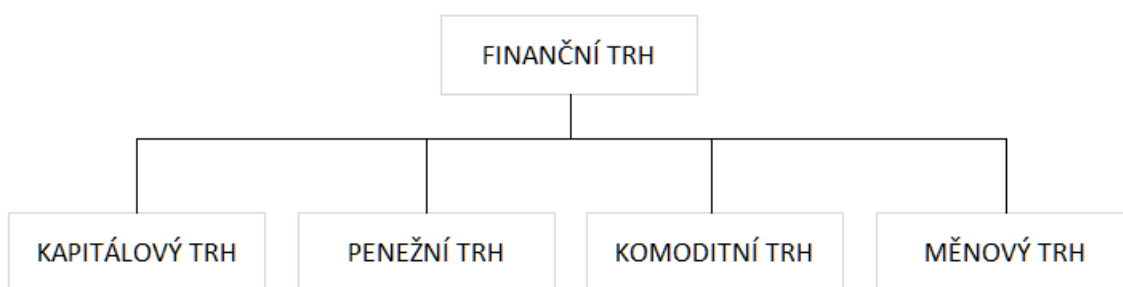 FINANČNÍ TRH
KAPITÁLOVÝ TRH
PENEŽNÍ TRH
KOMODITNÍ TRH
MĚNOVÝ TRH